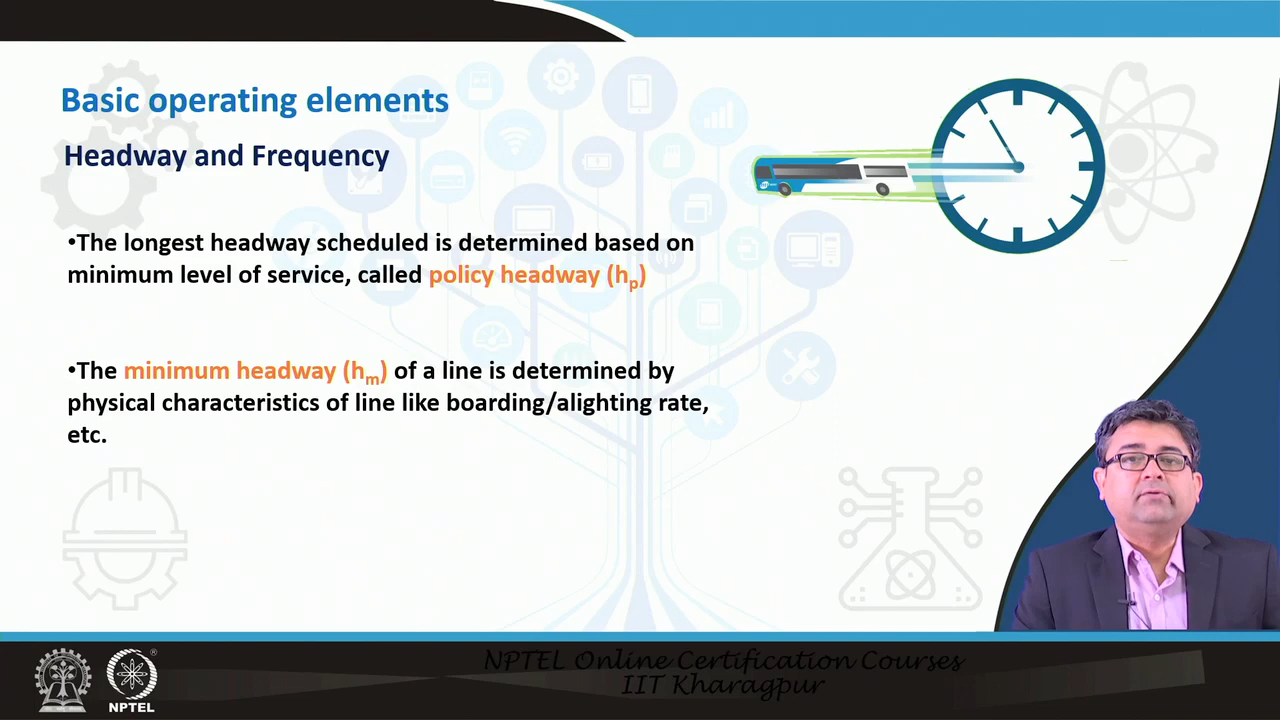 Basic operating elements
Headway and Frequency
•The longest headway scheduled is determined based on
minimum level of service, called policy headway (hp)
•The minimum headway (hm) of a line is determined by
physical characteristics of line like boarding/alighting rate,
etc.
NPTEL Online Certification Courses
IIT Kharagpur
NPTEL